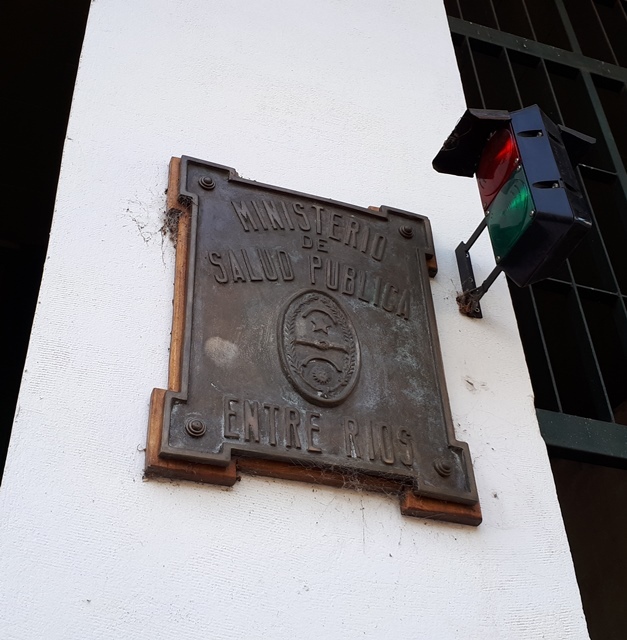 MINISTERIO
DE
SALUD PUBLICA
ENTRE RIOS